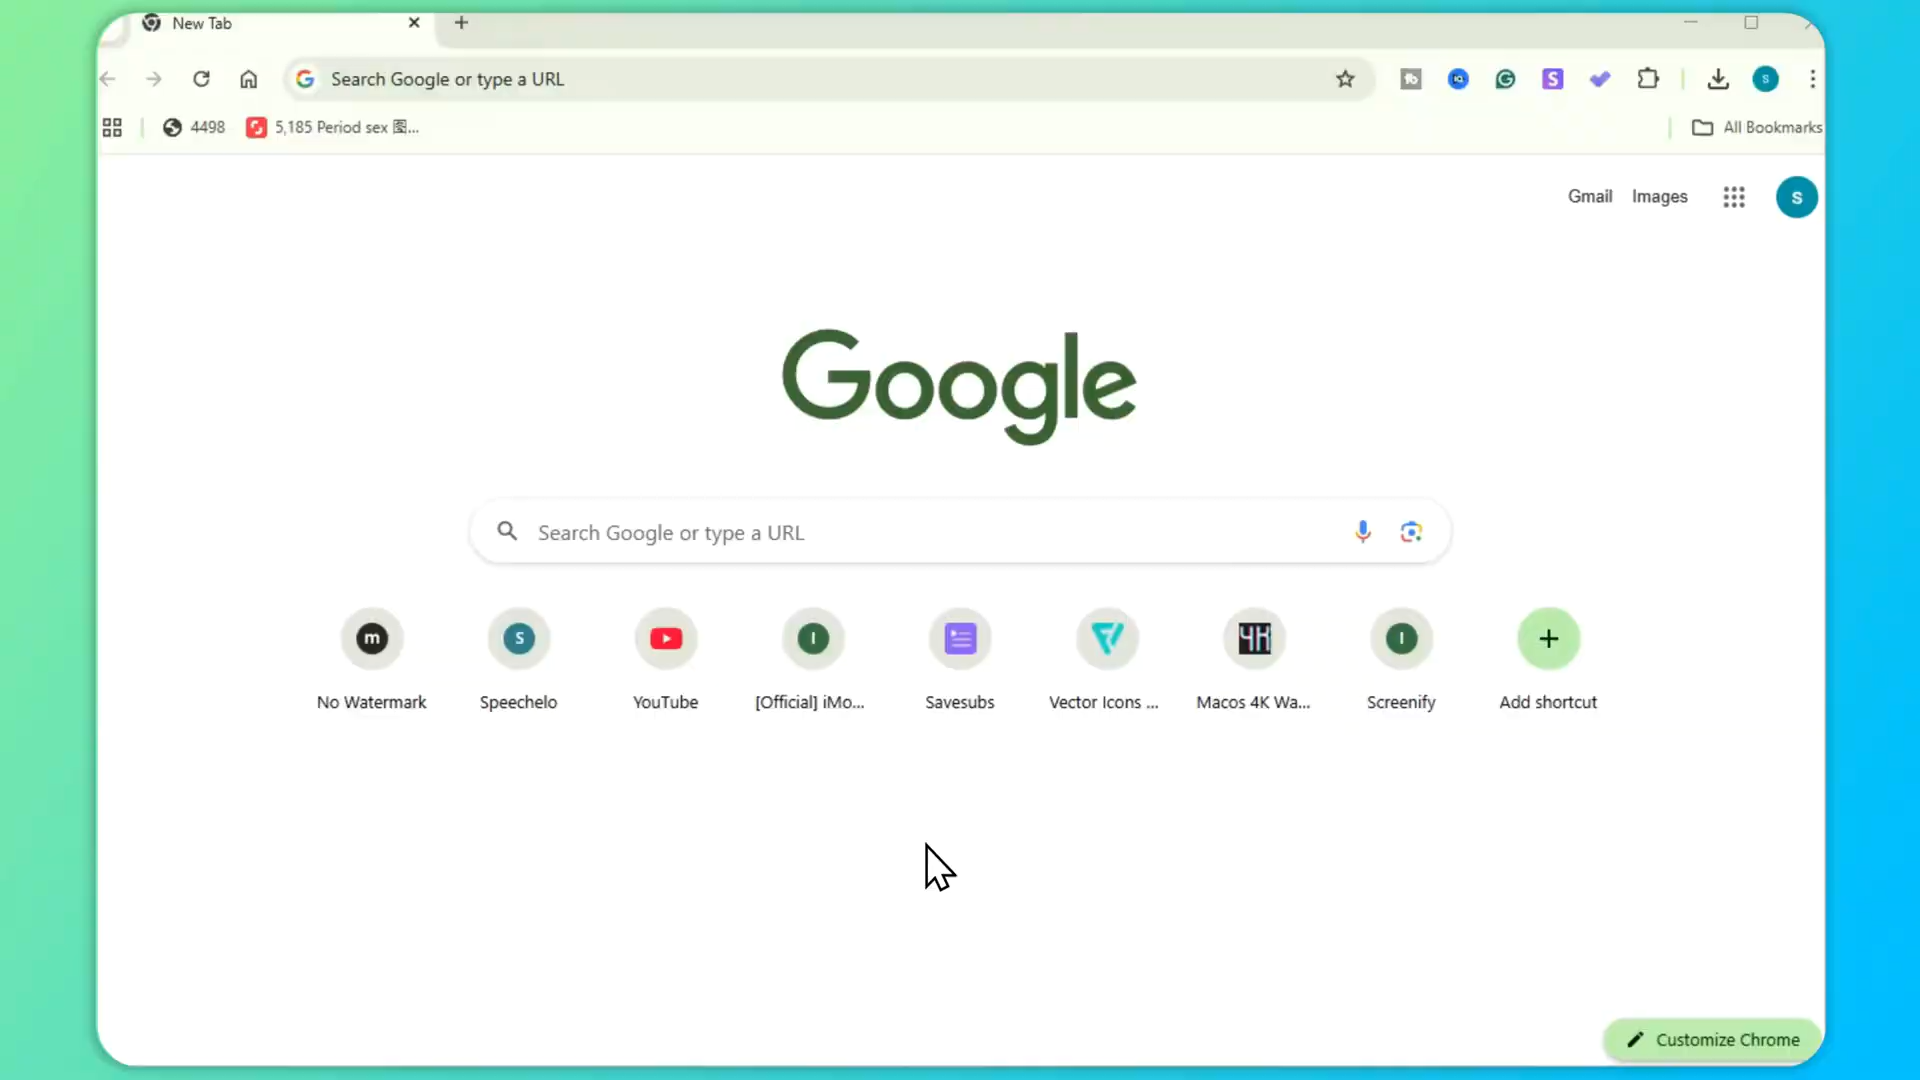 New Tab
Search Google or type a URL
4498
5,185 Period sex 图...
All Bookmarks
Gmail
Images
S
Google
Search Google or type a URL
No Watermark
Speechelo
YouTube
[Official] iMo...
Savesubs
Vector Icons ...
Macos 4K Wa...
Screenify
Add shortcut
Customize Chrome